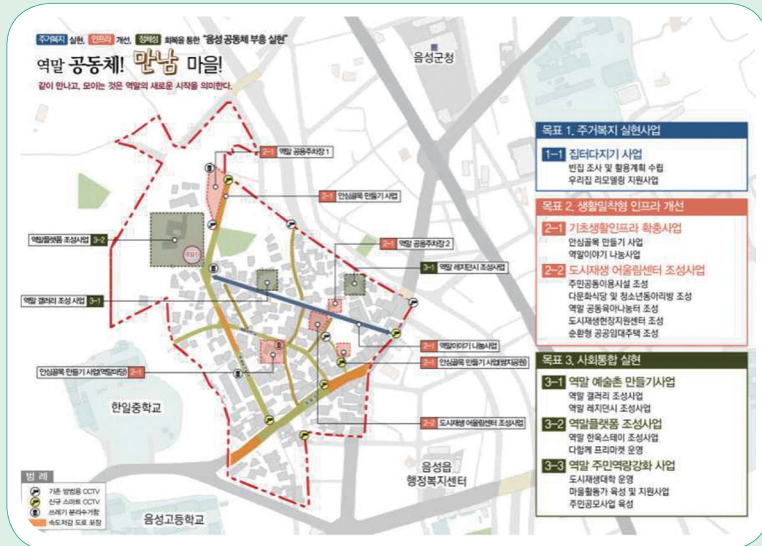 주거복지 실현, 인프라 개선, 정체성 회복을 통한 "음성 공동체 부흥 실현"
역말 공동체! 만남 마을!
같이 만나고, 모이는 것은 역말의 새로운 시작을 의미한다.
음성군청
2-1 역말 공용주차장 1
2-1 안심골목 만들기 사업
역말플랫폼 조성사업 3-2
2-1 역말 공용주차장 2
3-1 역말 레지던시 조성사업
역말 갤러리 조성 사업 3-1
2-1 역말이야기 나눔사업
2-1 안심골목 만들기 사업(쌈지공원)
안심골목 만들기 사업(역말마당) 2-1
2-2 도시재생 어울림센터 조성사업
한일중학교
음성읍
행정복지센터
음성고등학교
범 례
기존 방범용 CCTV
신규 스마트 CCTV
쓰레기 분리수거함
속도저감 도로 포장
목표 1. 주거복지 실현사업
1-1 집터다지기 사업
빈집 조사 및 활용계획 수립
우리집 리모델링 지원사업
목표 2. 생활밀착형 인프라 개선
2-1 기초생활인프라 확충사업
안심골목 만들기 사업
역말이야기 나눔사업
2-2 도시재생 어울림센터 조성사업
주민공동이용시설 조성
다문화식당 및 청소년동아리방 조성
역말 공동육아나눔터 조성
도시재생현장지원센터 조성
순환형 공공임대주택 조성
목표 3. 사회통합 실현
3-1 역말 예술촌 만들기사업
역말 갤러리 조성사업
역말 레지던시 조성사업
3-2 역말플랫폼 조성사업
역말 한옥스테이 조성사업
다함께 프리마켓 운영
3-3 역말 주민역량강화 사업
도시재생대학 운영
마을활동가 육성 및 지원사업
주민공모사업 육성